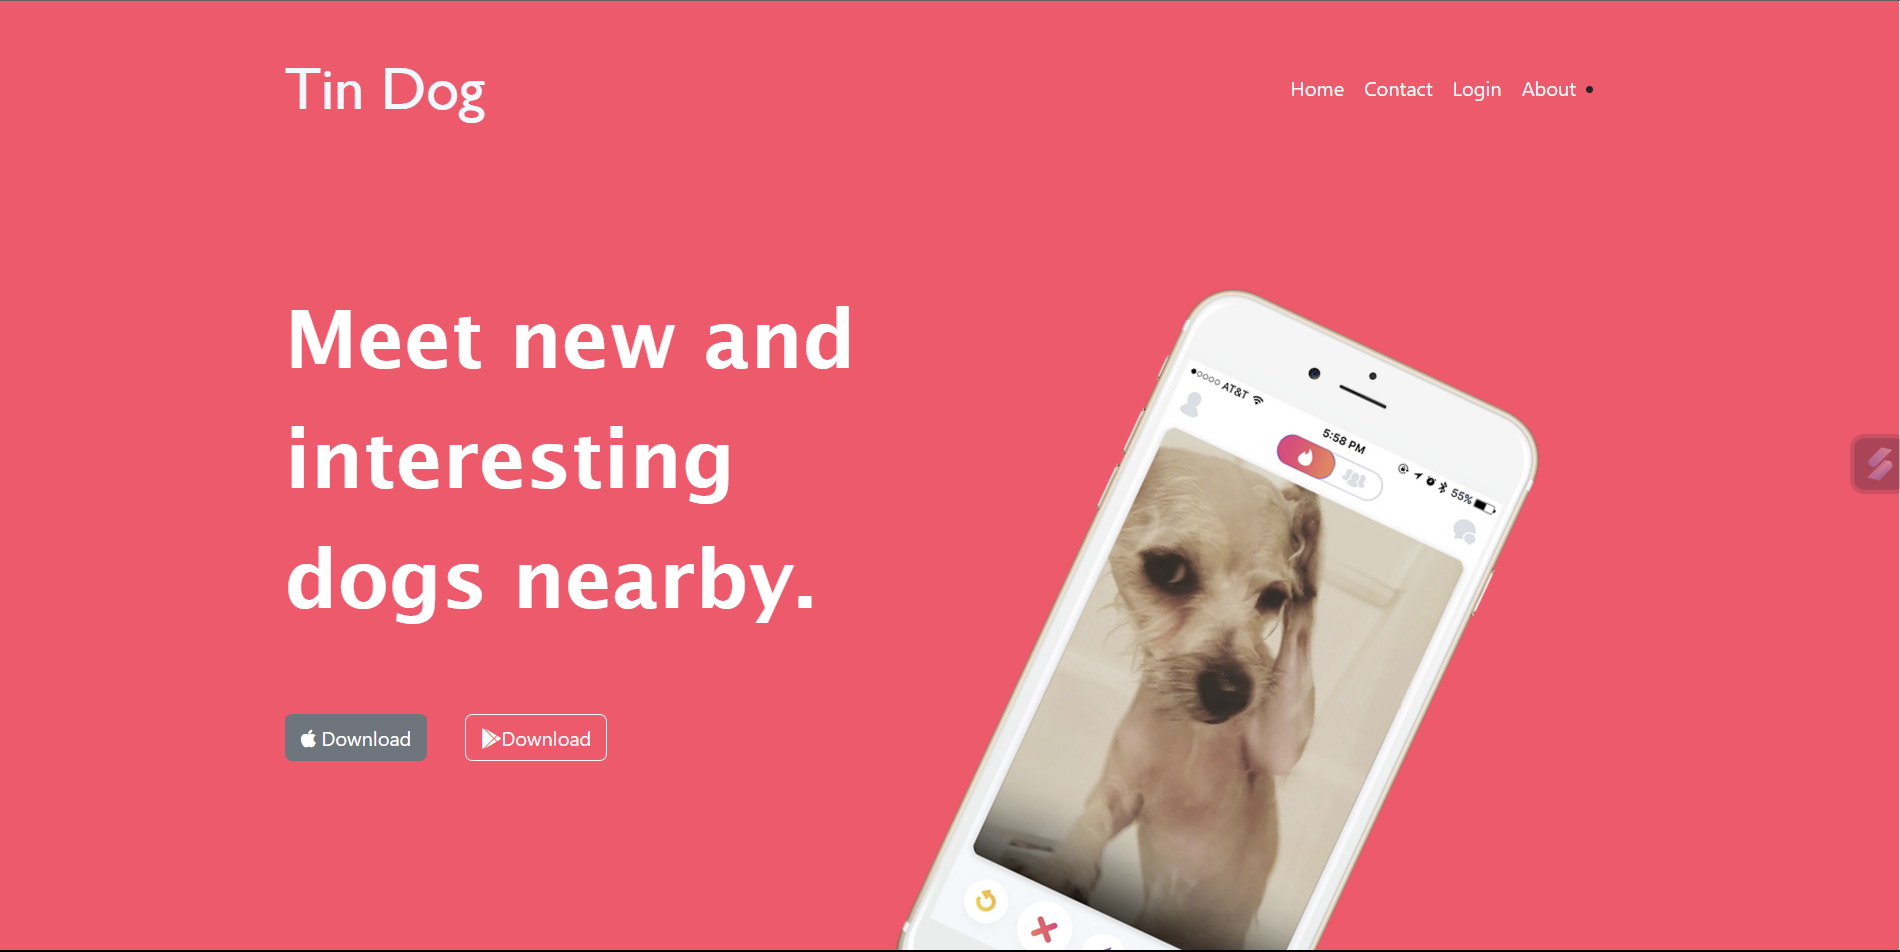 Tin Dog
Home Contact Login About
Meet new and
interesting
dogs nearby.
Download
Download
AT&T
5:58 PM
55%